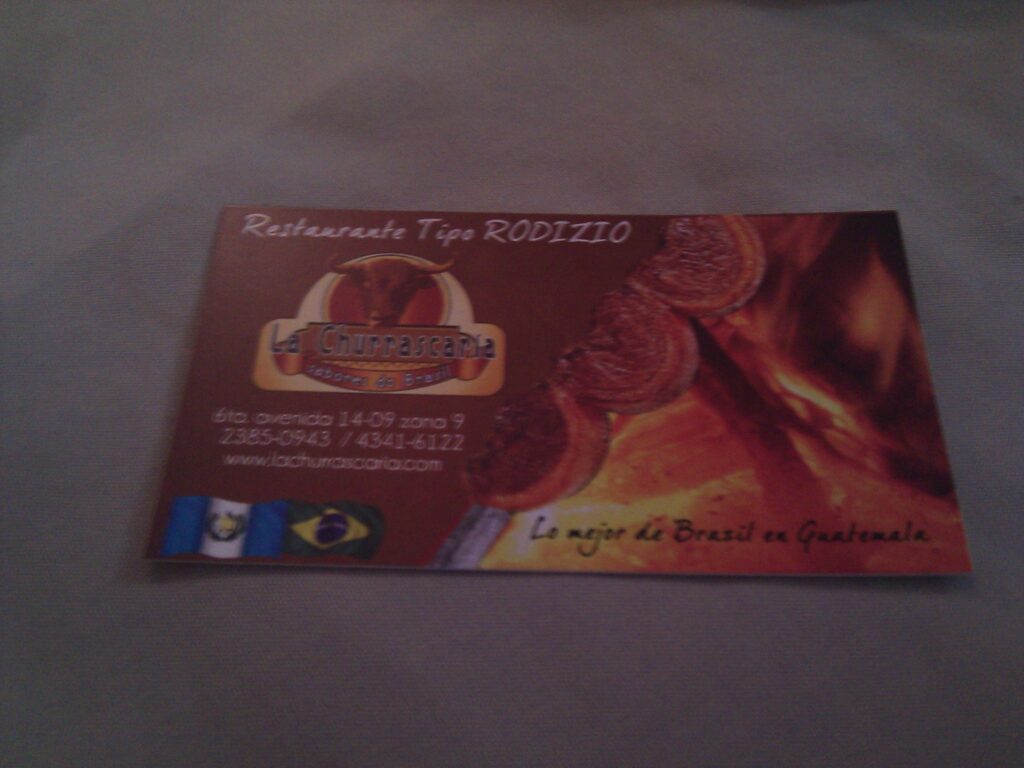 Restaurante Tipo RODIZIO
La Churrascaría
Sabores do Brasil
6ta. avenida 14-09 zona 9
2385-0943 / 4341-6122
www.lachurrascaria.com
Lo mejor de Brasil en Guatemala